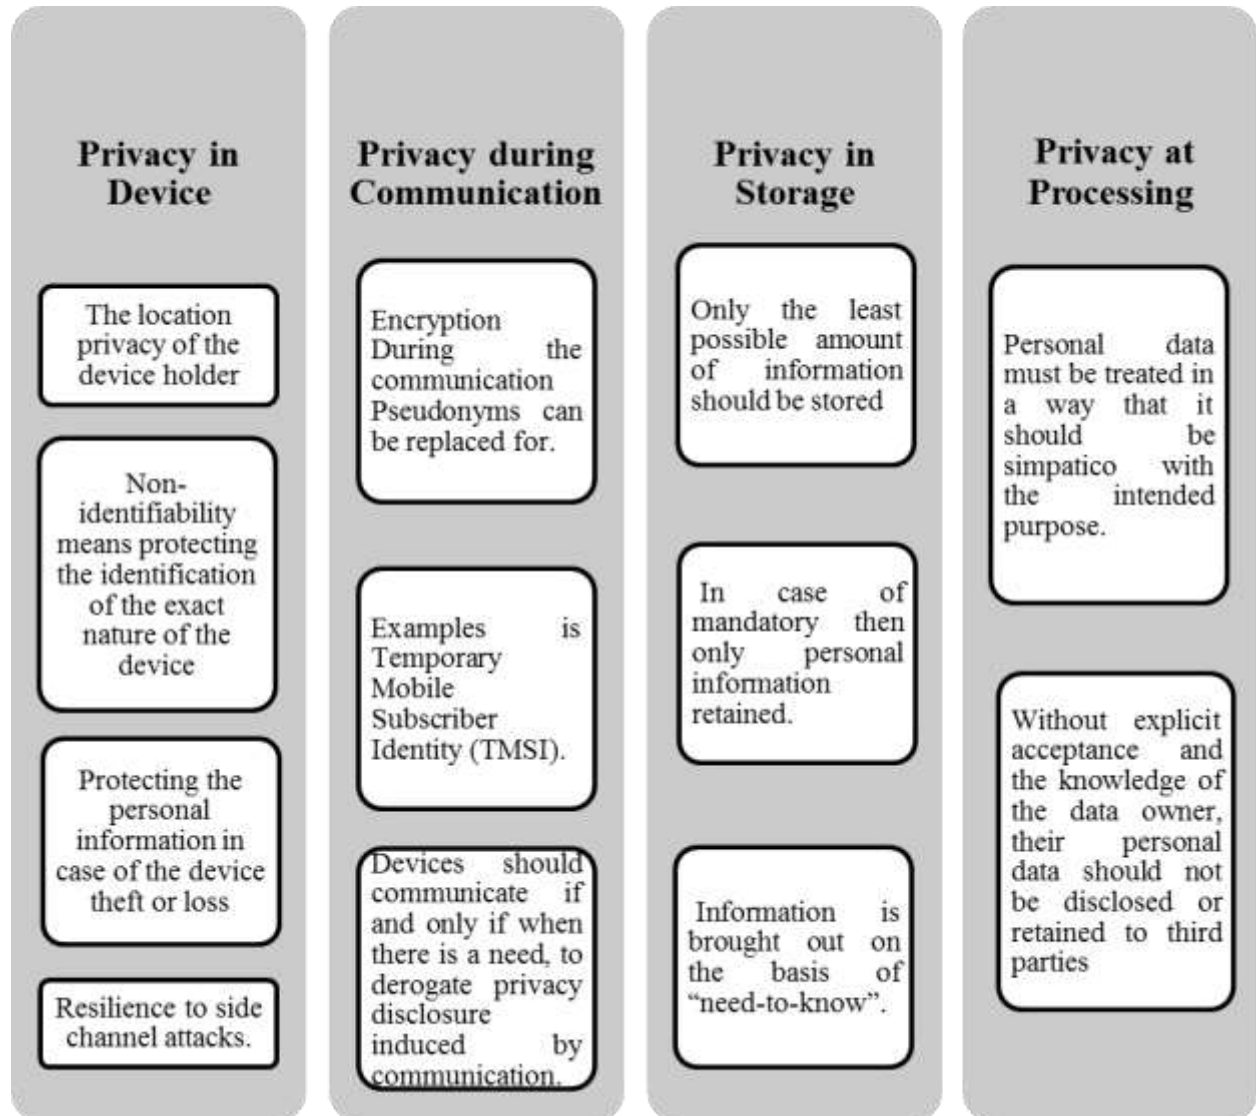 Privacy in
Device
The location
privacy of the
device holder
Non-
identifiability
means protecting
the identification
of the exact
nature of the
device
Protecting the
personal
information in
case of the device
theft or loss
Resilience to side
channel attacks.
Privacy during
Communication
Encryption
During the
communication
Pseudonyms can
be replaced for.
Examples is
Temporary
Mobile
Subscriber
Identity (TMSI).
Devices should
communicate if
and only if when
there is a need, to
derogate privacy
disclosure
induced by
communication.
Privacy in
Storage
Only the least
possible amount
of information
should be stored
In case of
mandatory then
only personal
information
retained.
Information is
brought out on
the basis of
“need-to-know”.
Privacy at
Processing
Personal data
must be treated in
a way that it
should be
simpatico with
the intended
purpose.
Without explicit
acceptance and
the knowledge of
the data owner,
their personal
data should not
be disclosed or
retained to third
parties